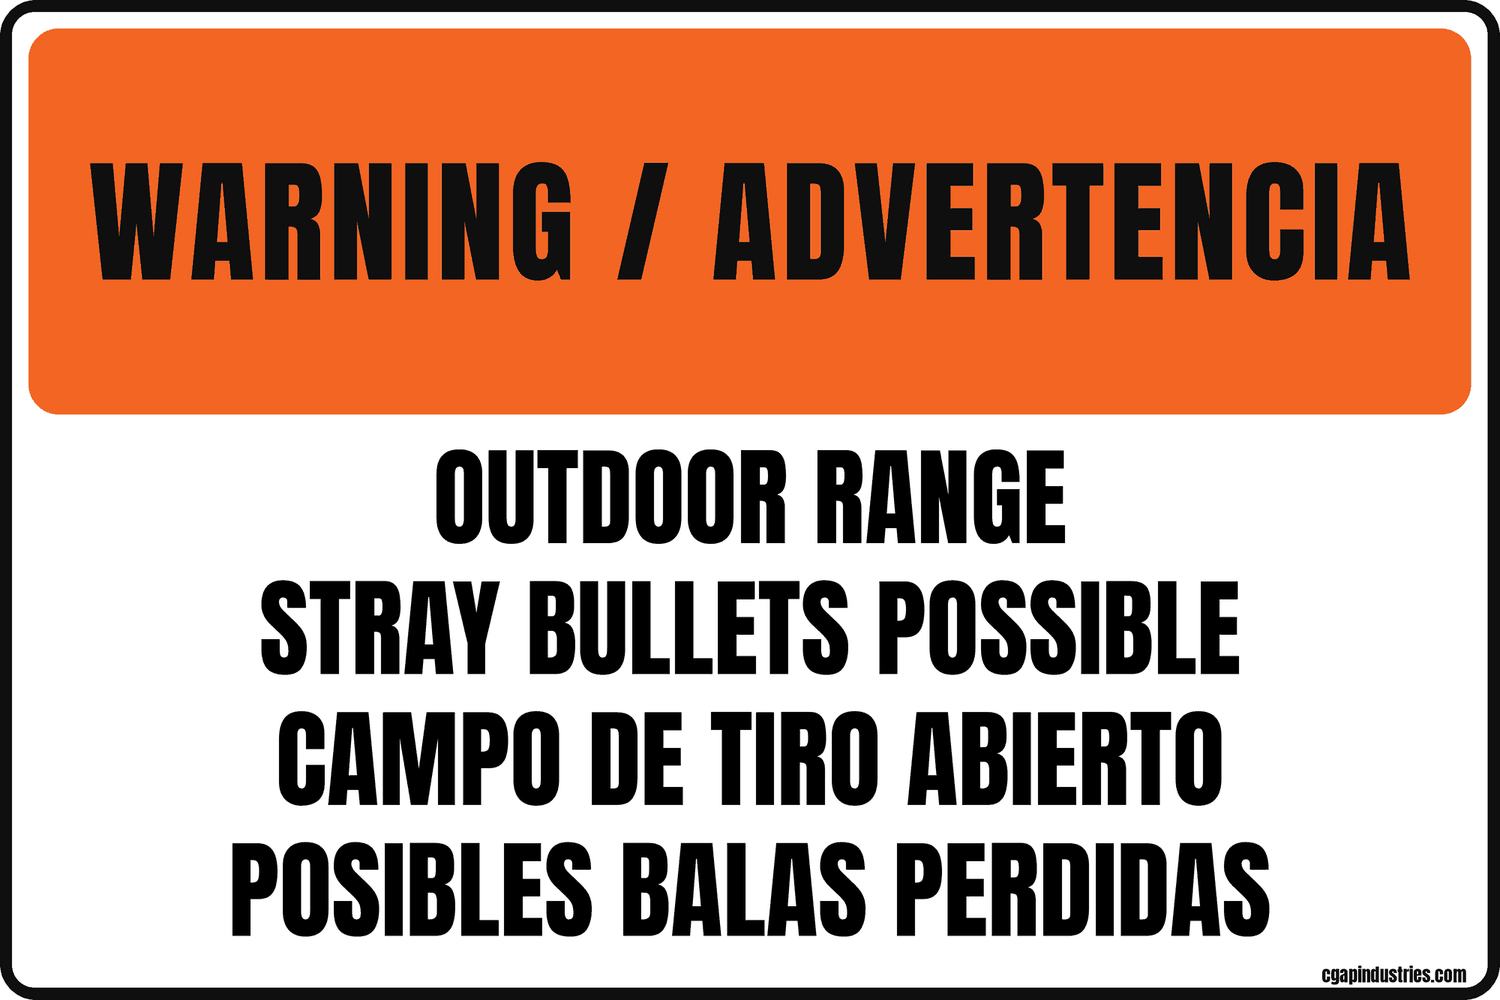 WARNING / ADVERTENCIA
OUTDOOR RANGE
STRAY BULLETS POSSIBLE
CAMPO DE TIRO ABIERTO
POSIBLES BALAS PERDIDAS
cgapindustries.com